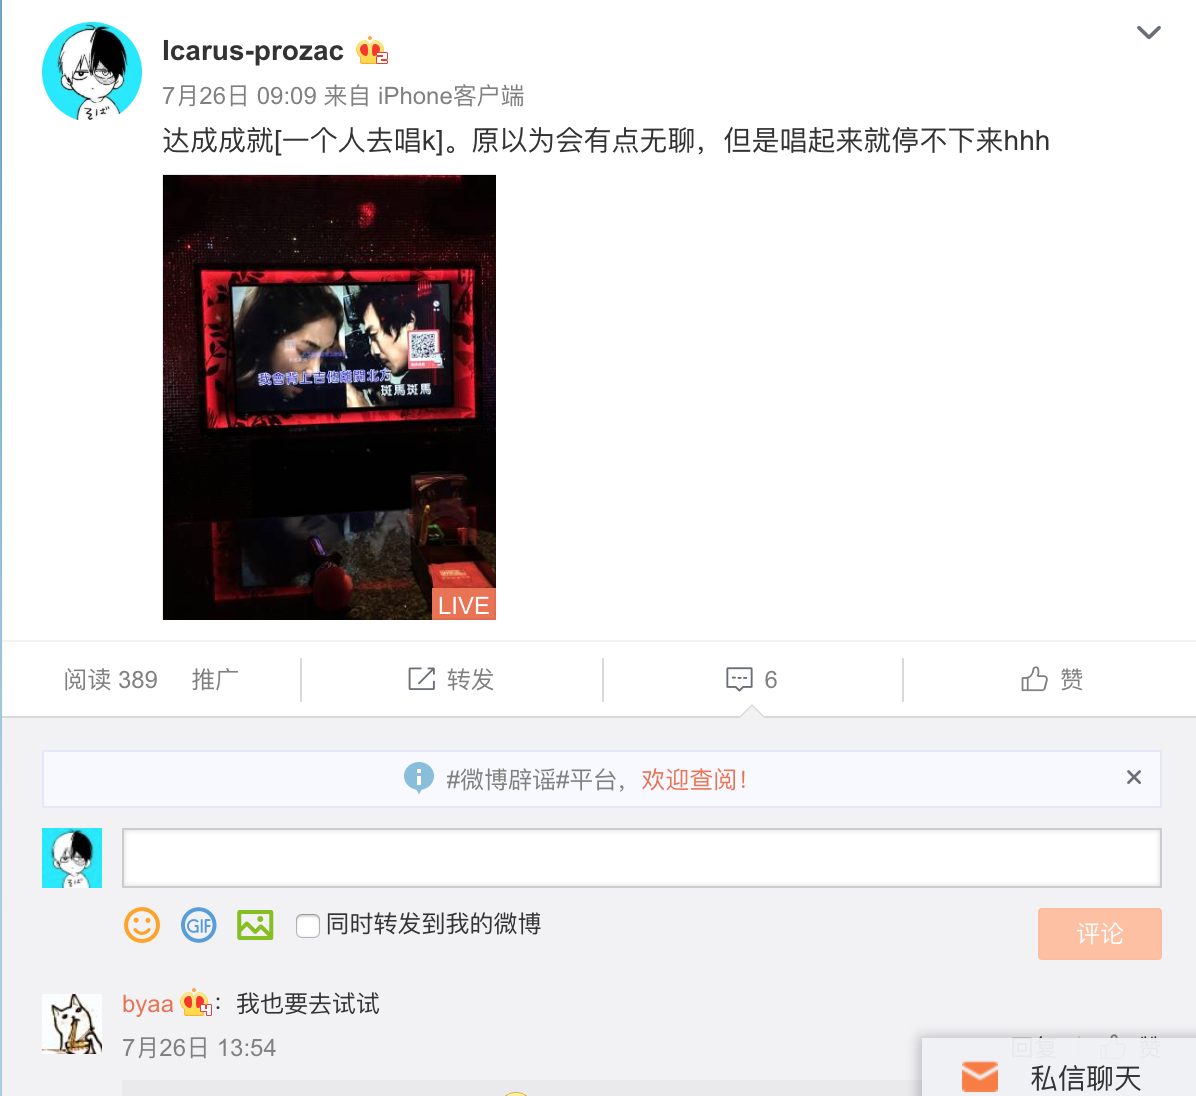 Icarus-prozac
7月26日 09:09 来自 iPhone客户端
达成成就[一个人去唱k]。原以为会有点无聊，但是唱起来就停不下来hhh
我會背上吉他離開北方
斑馬斑馬
LIVE
阅读 389 推广 转发 6 赞
#微博辟谣#平台，欢迎查阅！
GIF 同时转发到我的微博
评论
byaa：我也要去试试
7月26日 13:54
回复 赞
私信聊天